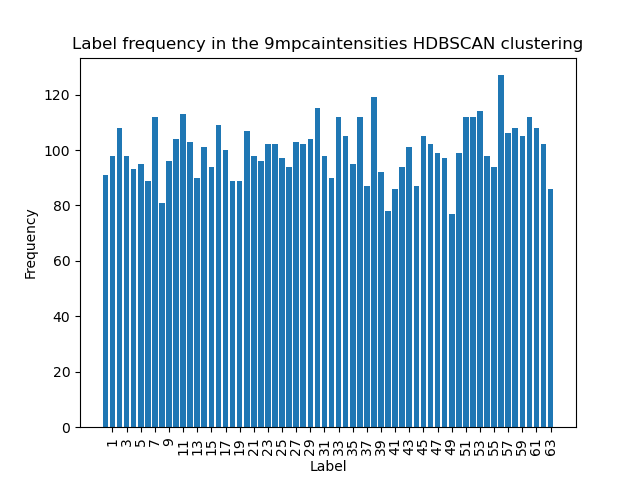 Label frequency in the 9mpcaintensities HDBSCAN clustering
120
100
80
60
40
20
0
Frequency
1 3 5 7 9 11 13 15 17 19 21 23 25 27 29 31 33 35 37 39 41 43 45 47 49 51 53 55 57 59 61 63
Label